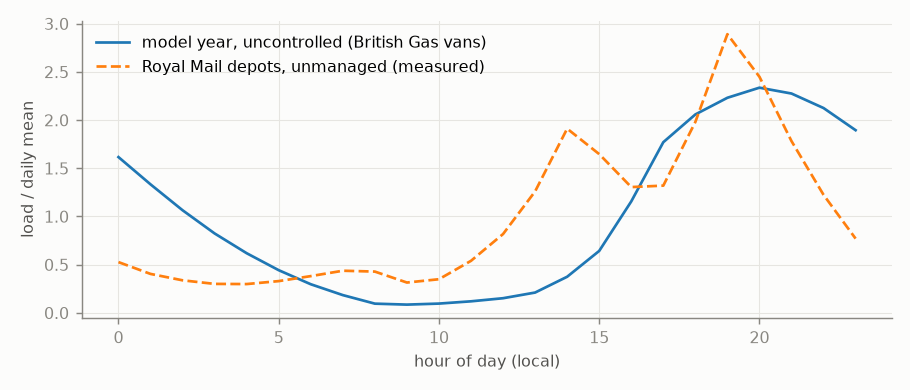 3.0
2.5
2.0
1.5
1.0
0.5
0.0
load / daily mean
model year, uncontrolled (British Gas vans)
Royal Mail depots, unmanaged (measured)
0 5 10 15 20
hour of day (local)